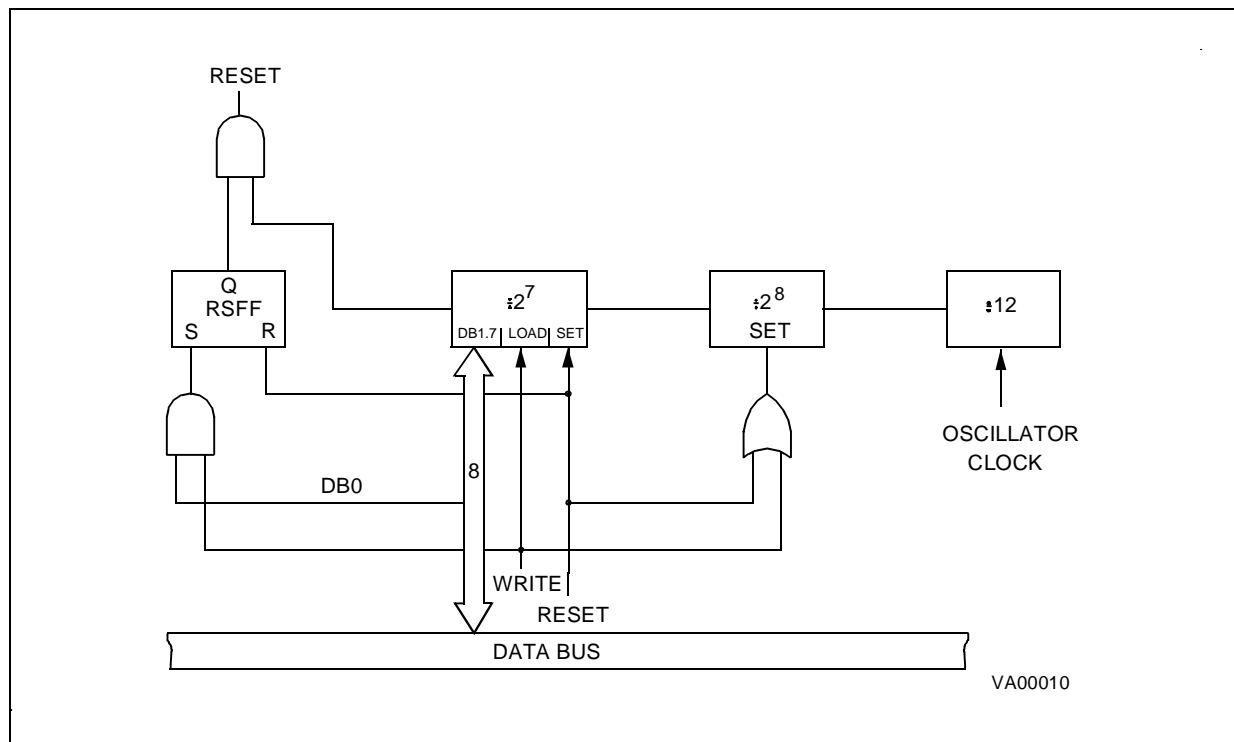 RESET
Q
RSFF
S R
÷2⁷
DB1.7 LOAD SET
÷2⁸
SET
÷12
OSCILLATOR
CLOCK
8
DB0
WRITE
RESET
DATA BUS
VA00010